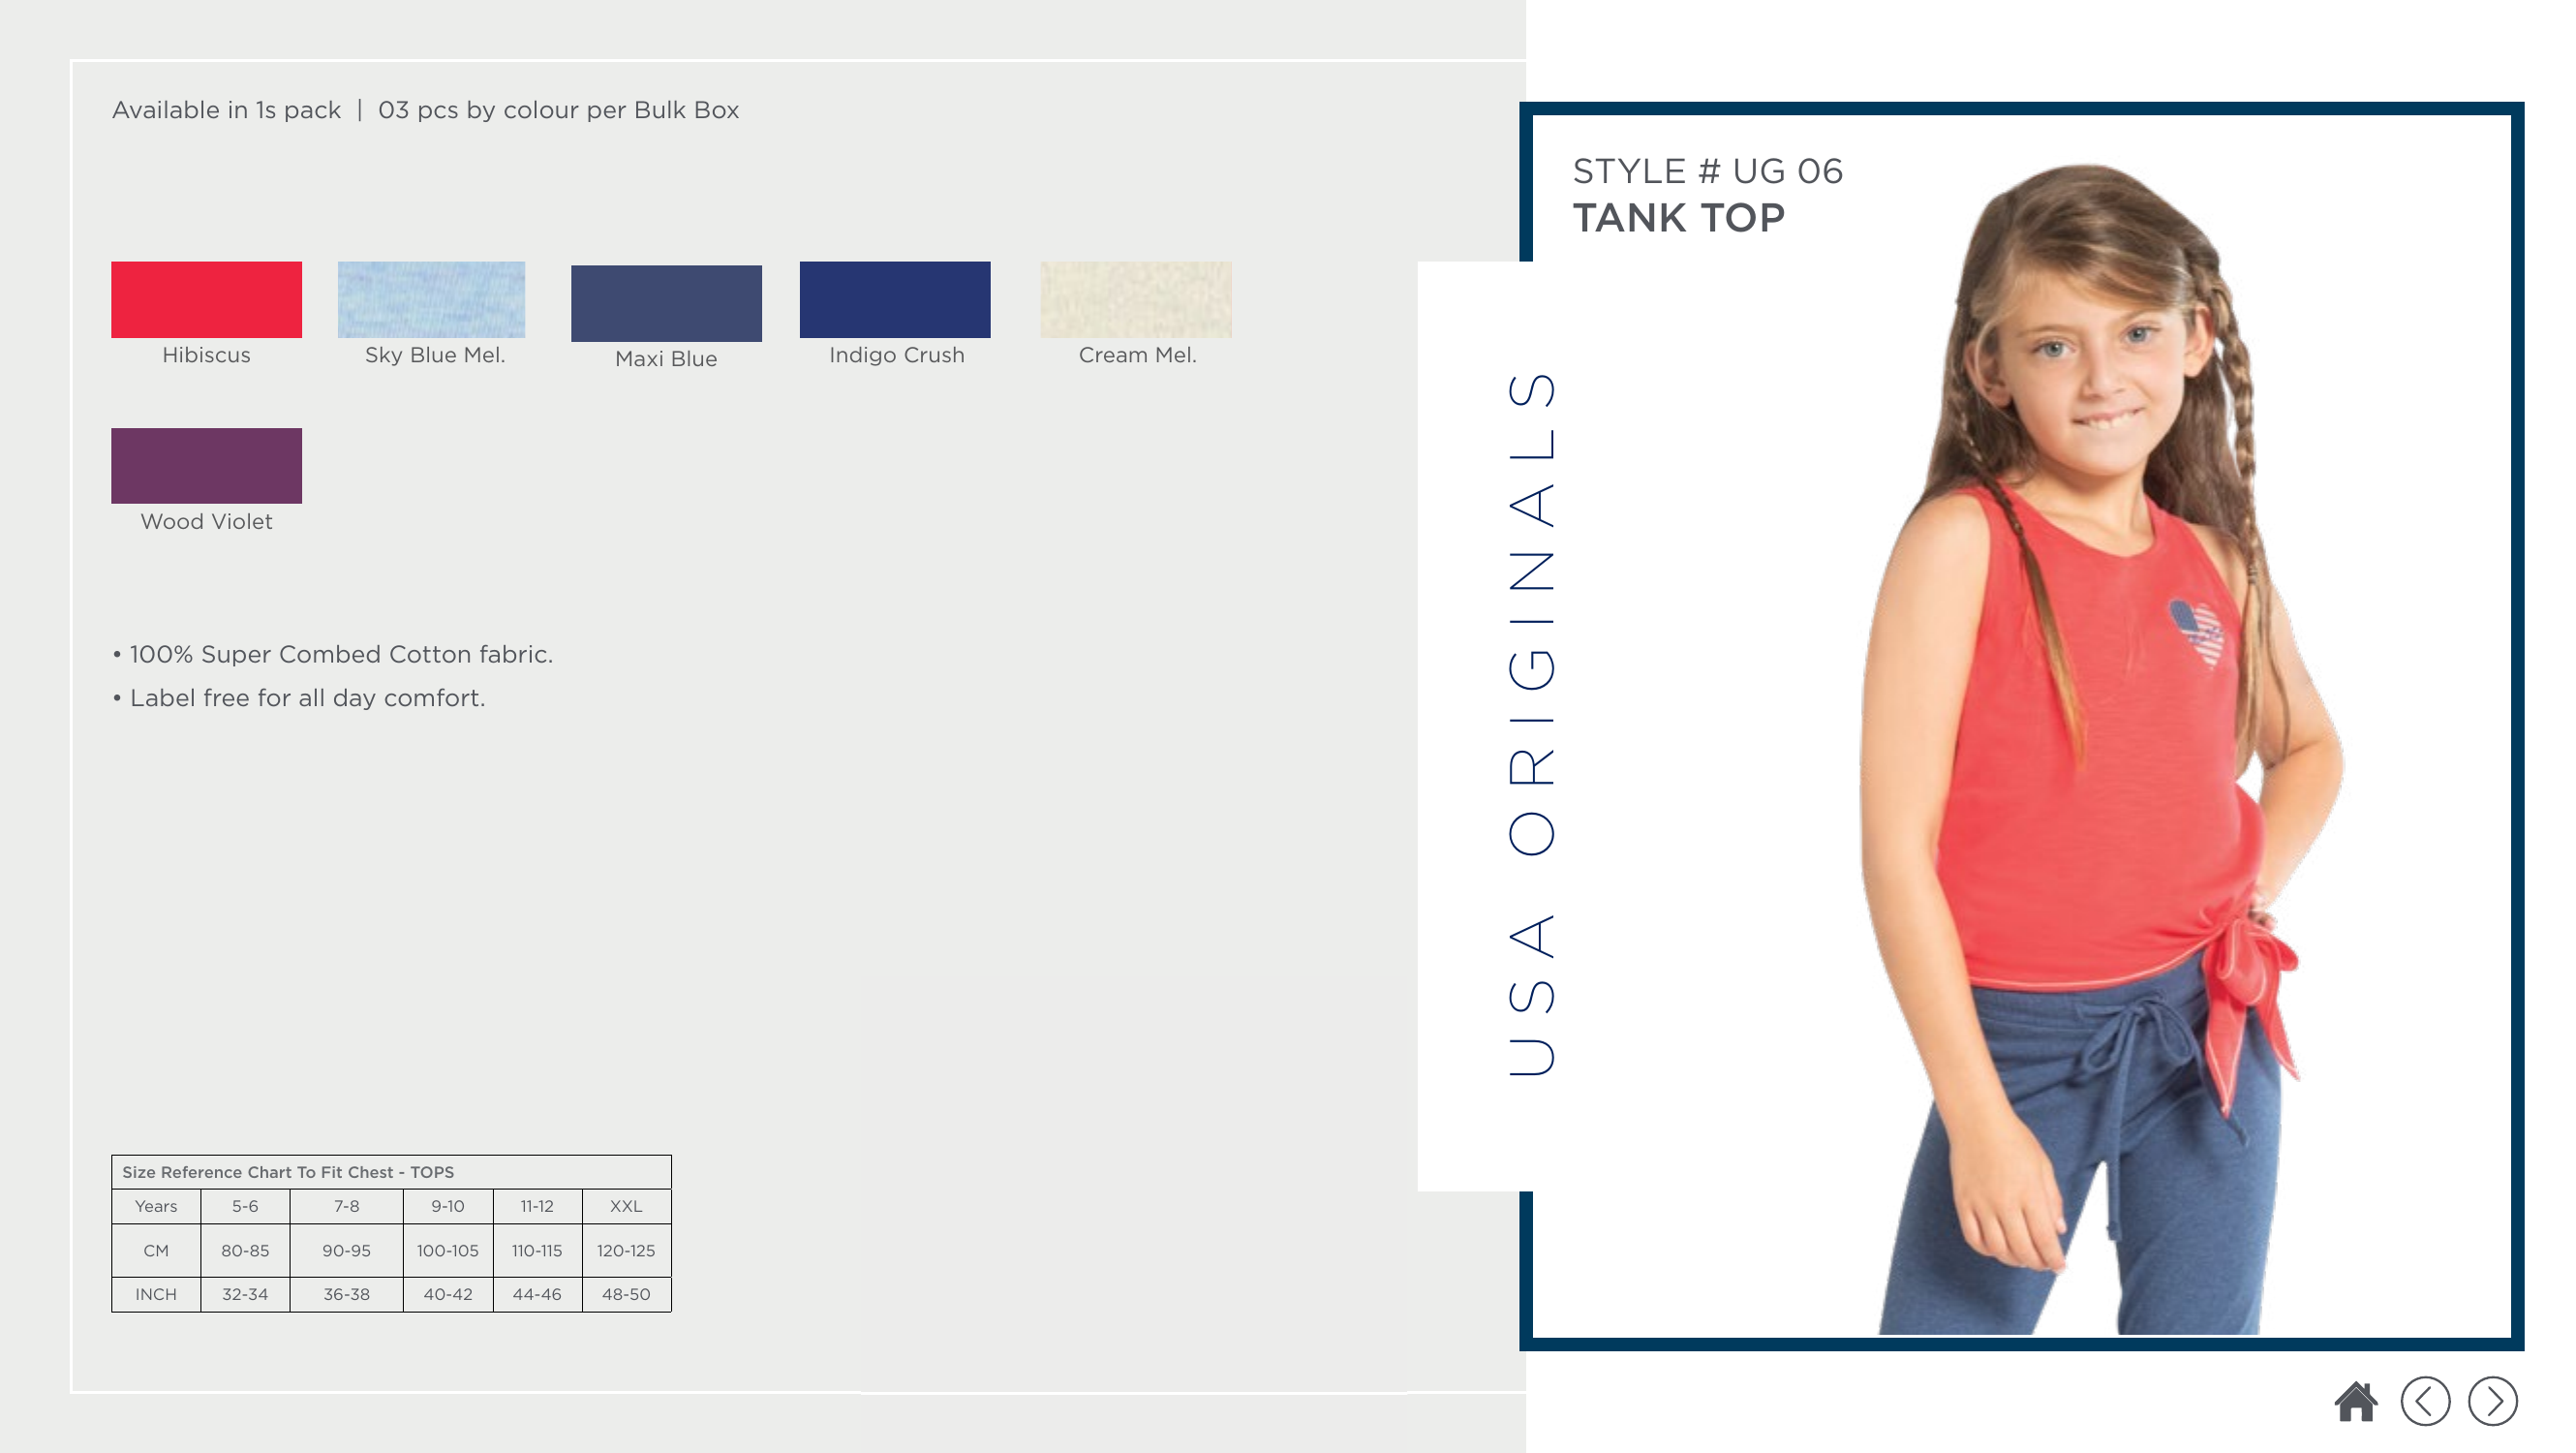 Available in 1s pack | 03 pcs by colour per Bulk Box
Hibiscus
Sky Blue Mel.
Maxi Blue
Indigo Crush
Cream Mel.
Wood Violet
• 100% Super Combed Cotton fabric.
• Label free for all day comfort.
Size Reference Chart To Fit Chest - TOPS
Years 5-6 7-8 9-10 11-12 XXL
CM 80-85 90-95 100-105 110-115 120-125
INCH 32-34 36-38 40-42 44-46 48-50
USA ORIGINALS
STYLE # UG 06
TANK TOP